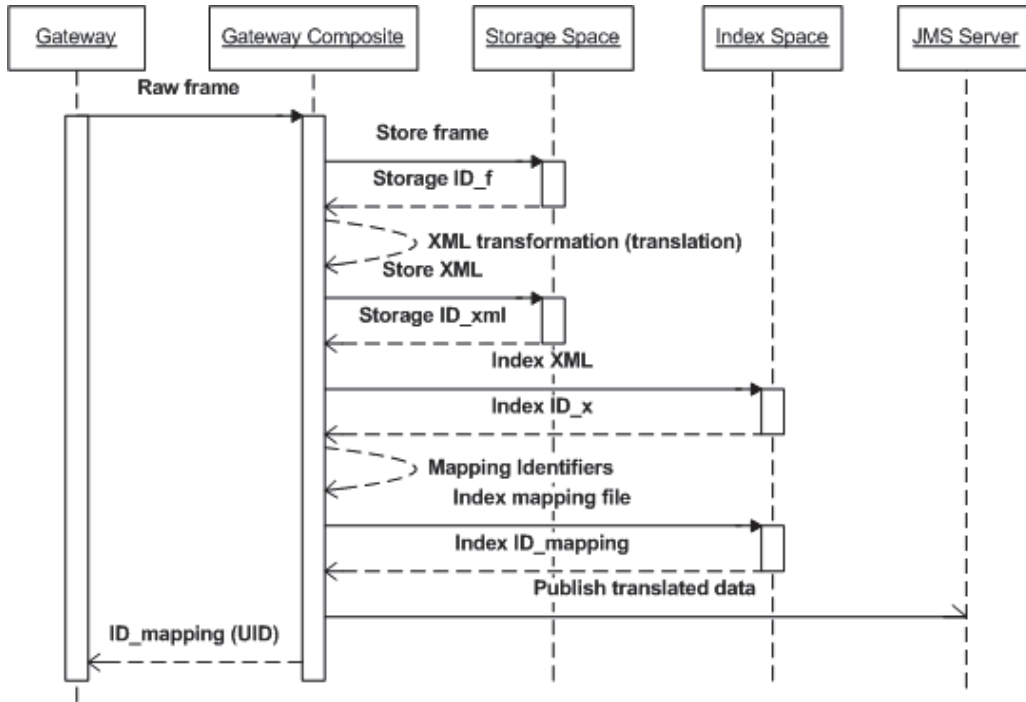 Gateway
Gateway Composite
Storage Space
Index Space
JMS Server
Raw frame
Store frame
Storage ID_f
XML transformation (translation)
Store XML
Storage ID_xml
Index XML
Index ID_x
Mapping Identifiers
Index mapping file
Index ID_mapping
Publish translated data
ID_mapping (UID)